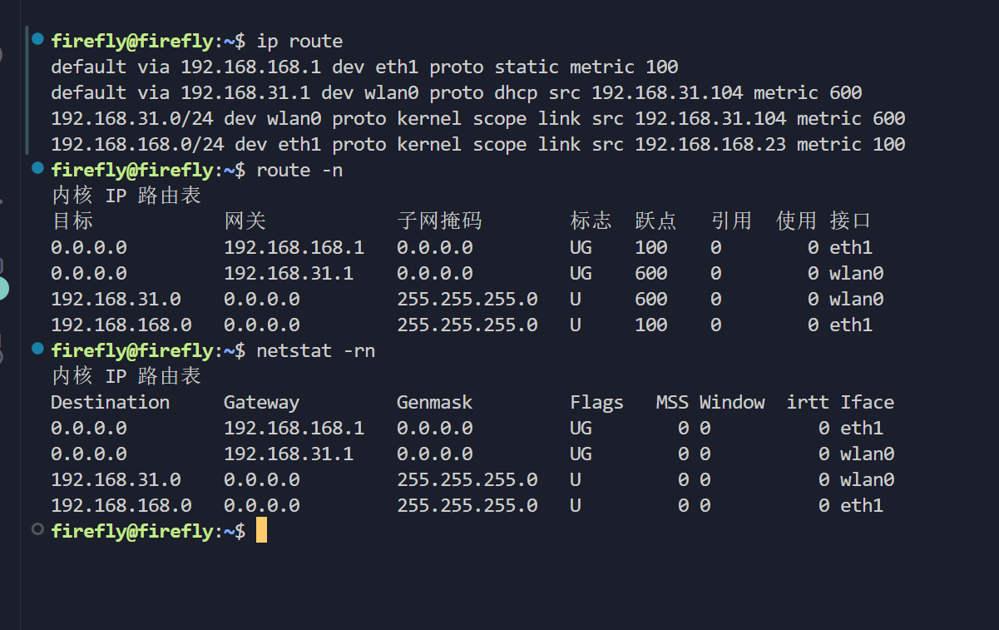 firefly@firefly:~$ ip route
default via 192.168.168.1 dev eth1 proto static metric 100
default via 192.168.31.1 dev wlan0 proto dhcp src 192.168.31.104 metric 600
192.168.31.0/24 dev wlan0 proto kernel scope link src 192.168.31.104 metric 600
192.168.168.0/24 dev eth1 proto kernel scope link src 192.168.168.23 metric 100
firefly@firefly:~$ route -n
内核 IP 路由表
目标            网关            子网掩码        标志  跃点   引用  使用 接口
0.0.0.0         192.168.168.1   0.0.0.0         UG    100    0        0 eth1
0.0.0.0         192.168.31.1    0.0.0.0         UG    600    0        0 wlan0
192.168.31.0    0.0.0.0         255.255.255.0   U     600    0        0 wlan0
192.168.168.0   0.0.0.0         255.255.255.0   U     100    0        0 eth1
firefly@firefly:~$ netstat -rn
内核 IP 路由表
Destination     Gateway         Genmask         Flags   MSS Window  irtt Iface
0.0.0.0         192.168.168.1   0.0.0.0         UG        0 0          0 eth1
0.0.0.0         192.168.31.1    0.0.0.0         UG        0 0          0 wlan0
192.168.31.0    0.0.0.0         255.255.255.0   U         0 0          0 wlan0
192.168.168.0   0.0.0.0         255.255.255.0   U         0 0          0 eth1
firefly@firefly:~$